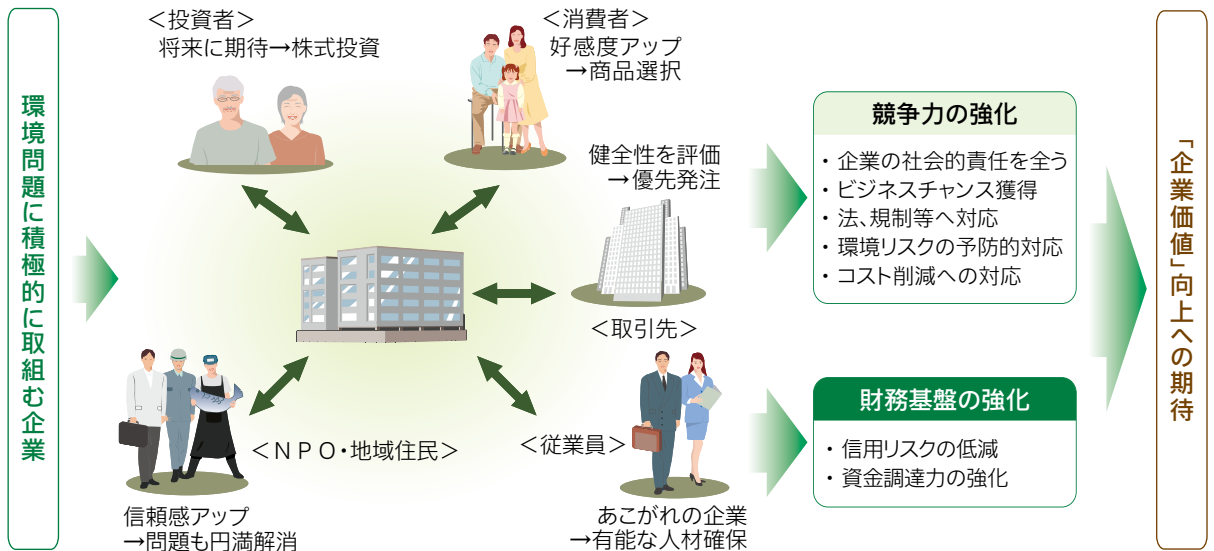 環境問題に積極的に取組む企業
＜投資者＞
将来に期待→株式投資
＜消費者＞
好感度アップ
→商品選択
健全性を評価
→優先発注
＜取引先＞
＜ＮＰＯ・地域住民＞
信頼感アップ
→問題も円満解消
＜従業員＞
あこがれの企業
→有能な人材確保
競争力の強化
・企業の社会的責任を全う
・ビジネスチャンス獲得
・法、規制等へ対応
・環境リスクの予防的対応
・コスト削減への対応
財務基盤の強化
・信用リスクの低減
・資金調達力の強化
「企業価値」向上への期待